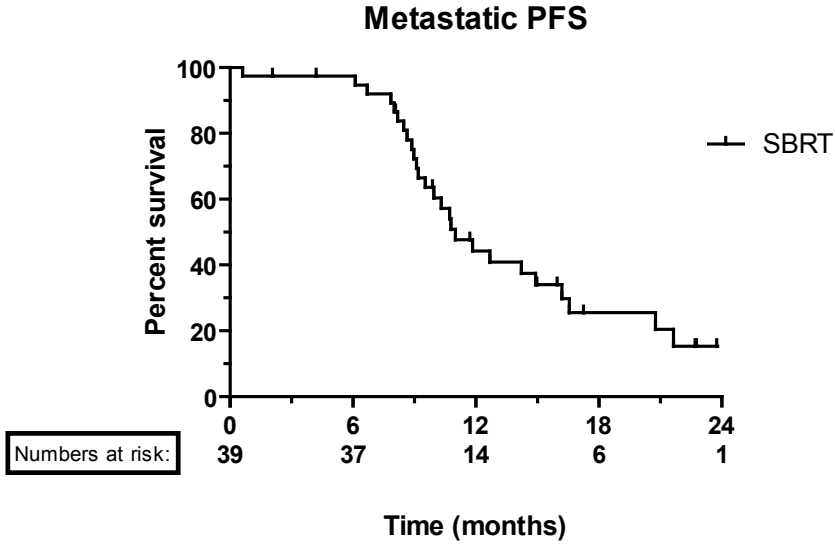 Metastatic PFS
100
80
60
40
20
0
Percent survival
SBRT
0 6 12 18 24
Numbers at risk: 39 37 14 6 1
Time (months)